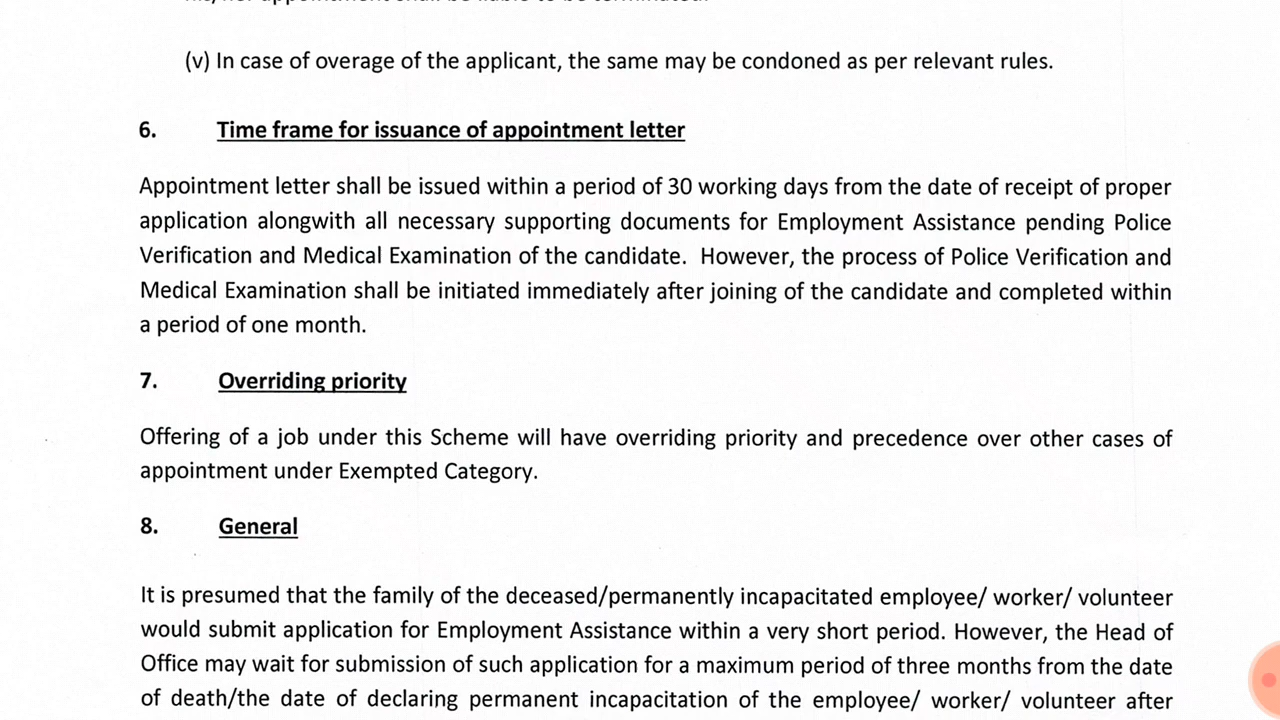 (v) In case of overage of the applicant, the same may be condoned as per relevant rules.
6. Time frame for issuance of appointment letter
Appointment letter shall be issued within a period of 30 working days from the date of receipt of proper
application alongwith all necessary supporting documents for Employment Assistance pending Police
Verification and Medical Examination of the candidate. However, the process of Police Verification and
Medical Examination shall be initiated immediately after joining of the candidate and completed within
a period of one month.
7. Overriding priority
Offering of a job under this Scheme will have overriding priority and precedence over other cases of
appointment under Exempted Category.
8. General
It is presumed that the family of the deceased/permanently incapacitated employee/ worker/ volunteer
would submit application for Employment Assistance within a very short period. However, the Head of
Office may wait for submission of such application for a maximum period of three months from the date
of death/the date of declaring permanent incapacitation of the employee/ worker/ volunteer after